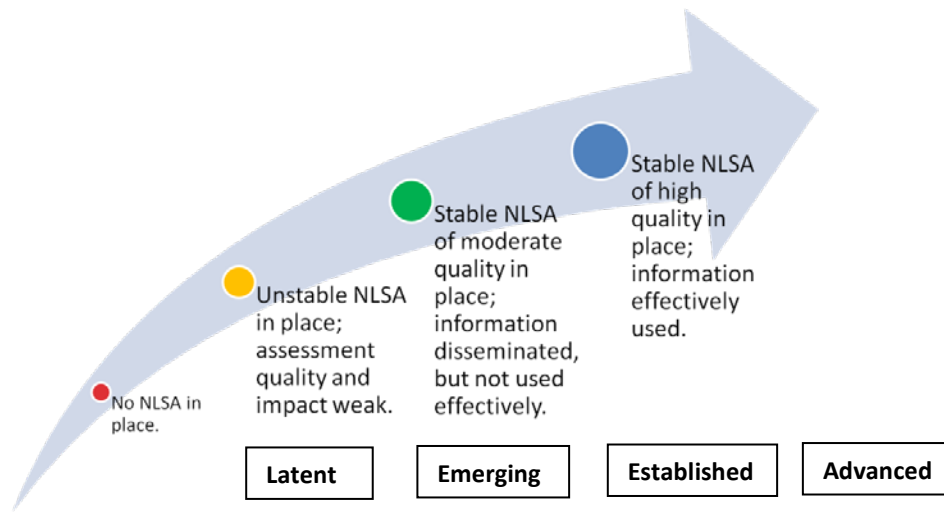 No NLSA in
place.
Unstable NLSA
in place;
assessment
quality and
impact weak.
Stable NLSA
of moderate
quality in
place;
information
disseminated,
but not used
effectively.
Stable NLSA
of high
quality in
place;
information
effectively
used.
Latent
Emerging
Established
Advanced